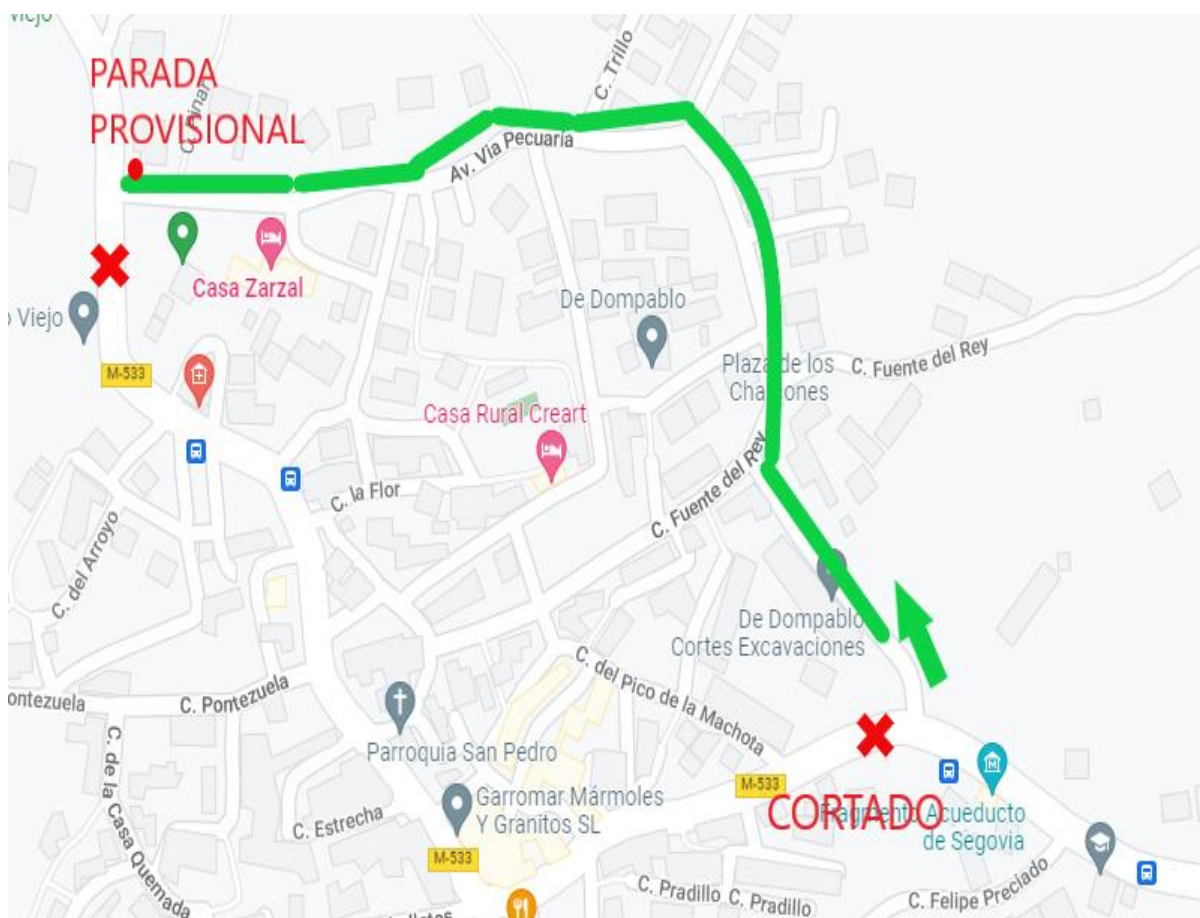 viejo
PARADA
PROVISIONAL
C. Pinar
C. Trillo
Av. Vía Pecuaria
Casa Zarzal
De Dompablo
o Viejo
M-533
Plaza de los
C. Fuente del Rey
Casa Rural Creart
C. la Flor
C. Fuente del Rey
C. del Arroyo
De Dompablo
Cortes Excavaciones
C. del Pico de la Machota
ontezuela
C. Pontezuela
Parroquia San Pedro
C. de la Casa Quemada
M-533
Garromar Mármoles
Y Granitos SL
CORTADO
Fragmento Acueducto
de Segovia
C. Estrecha
M-533
C. Pradillo
C. Pradillo
C. Felipe Preciado